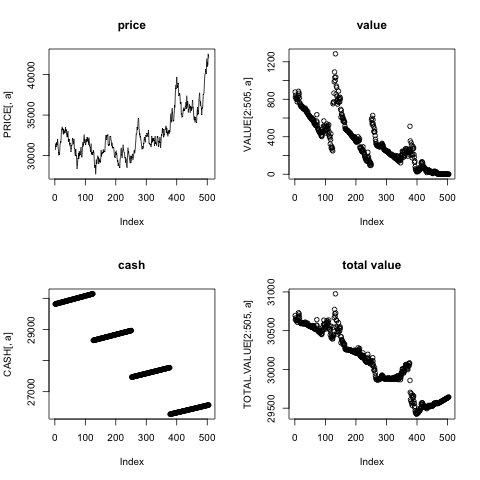 price
PRICE[, a]
30000 35000 40000
0 100 200 300 400 500
Index
value
VALUE[2:505, a]
0 400 800 1200
0 100 200 300 400 500
Index
cash
CASH[, a]
27000 29000
0 100 200 300 400 500
Index
total value
TOTAL.VALUE[2:505, a]
29500 30000 30500 31000
0 100 200 300 400 500
Index